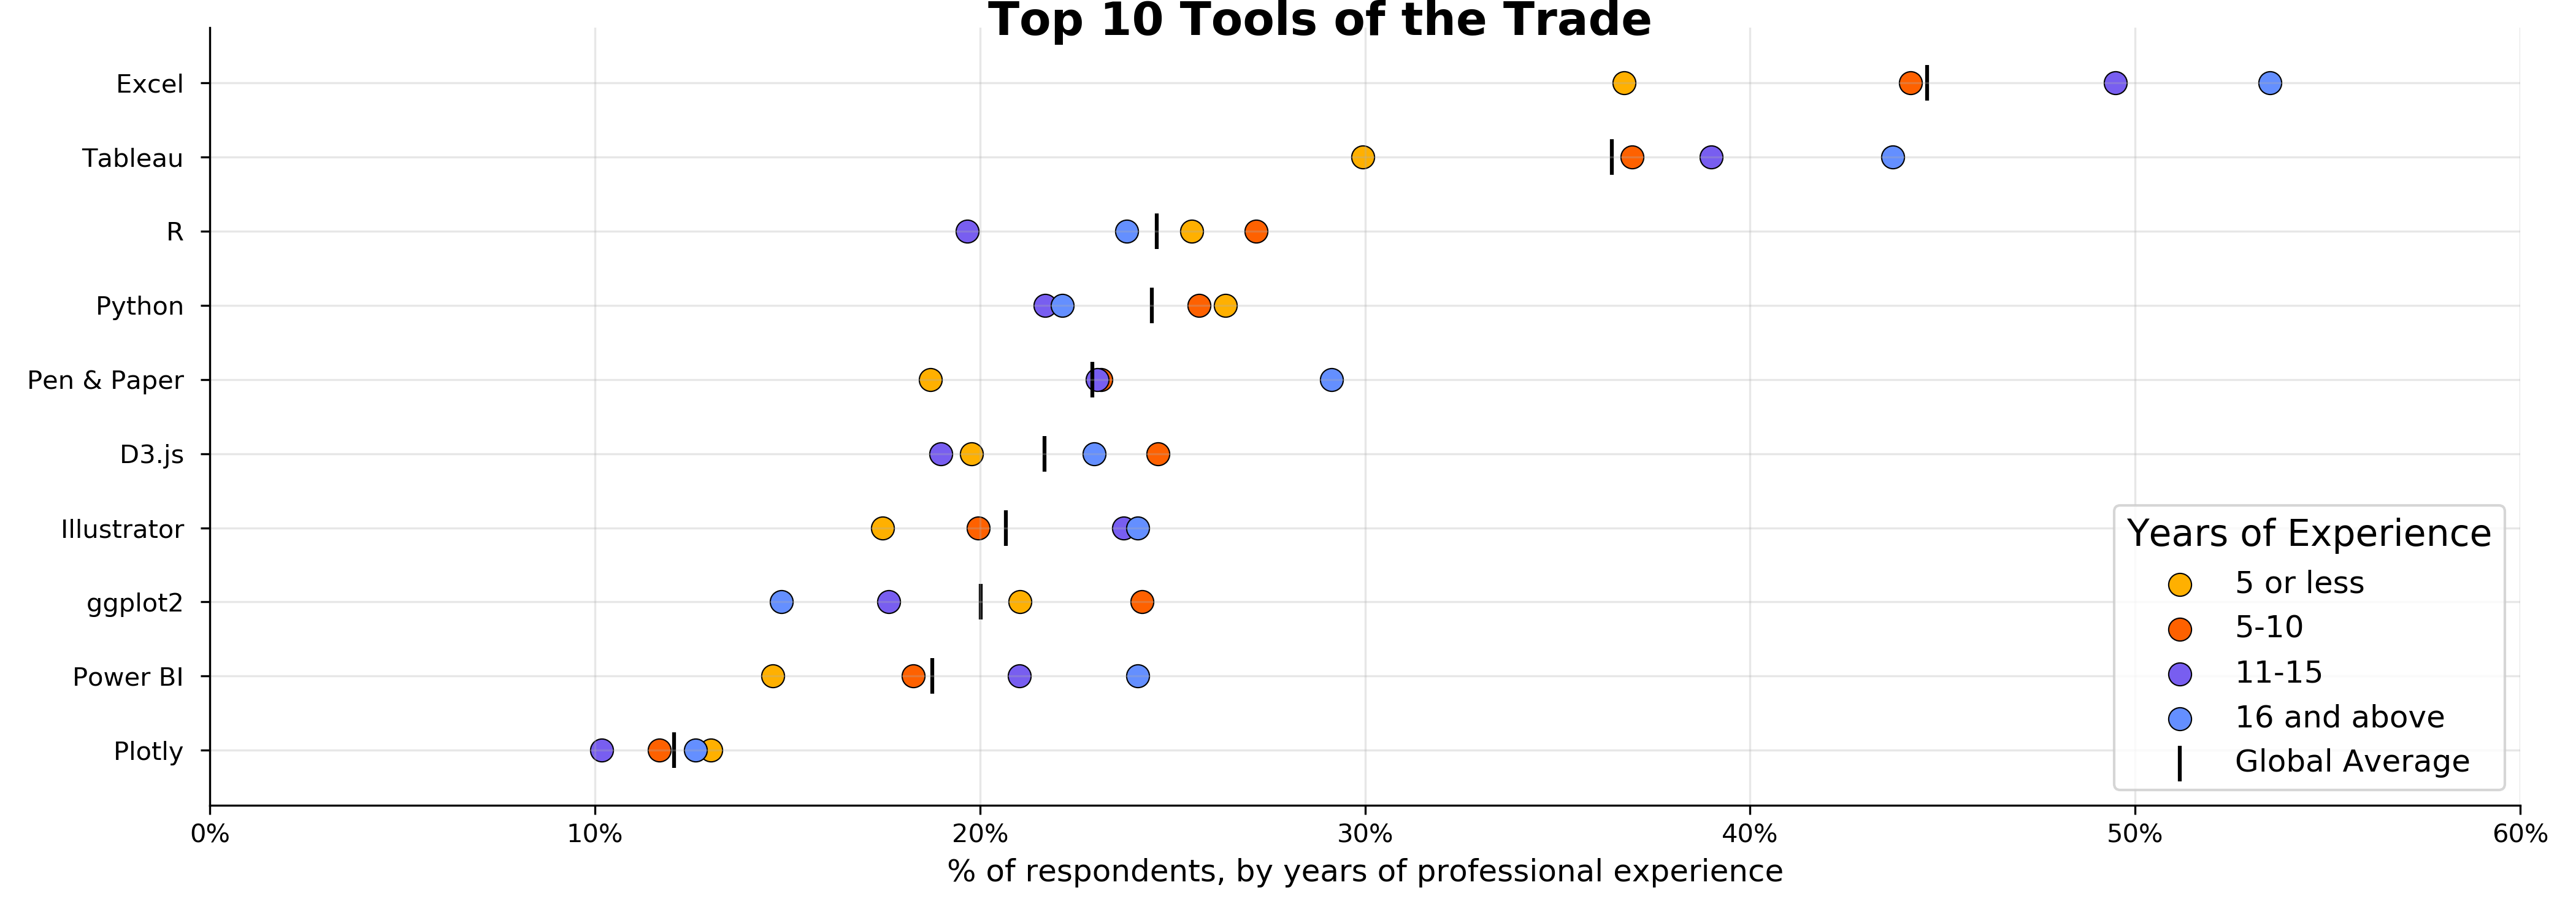 Top 10 Tools of the Trade
Excel
Tableau
R
Python
Pen & Paper
D3.js
Illustrator
ggplot2
Power BI
Plotly
Years of Experience
5 or less
5-10
11-15
16 and above
Global Average
0% 10% 20% 30% 40% 50% 60%
% of respondents, by years of professional experience